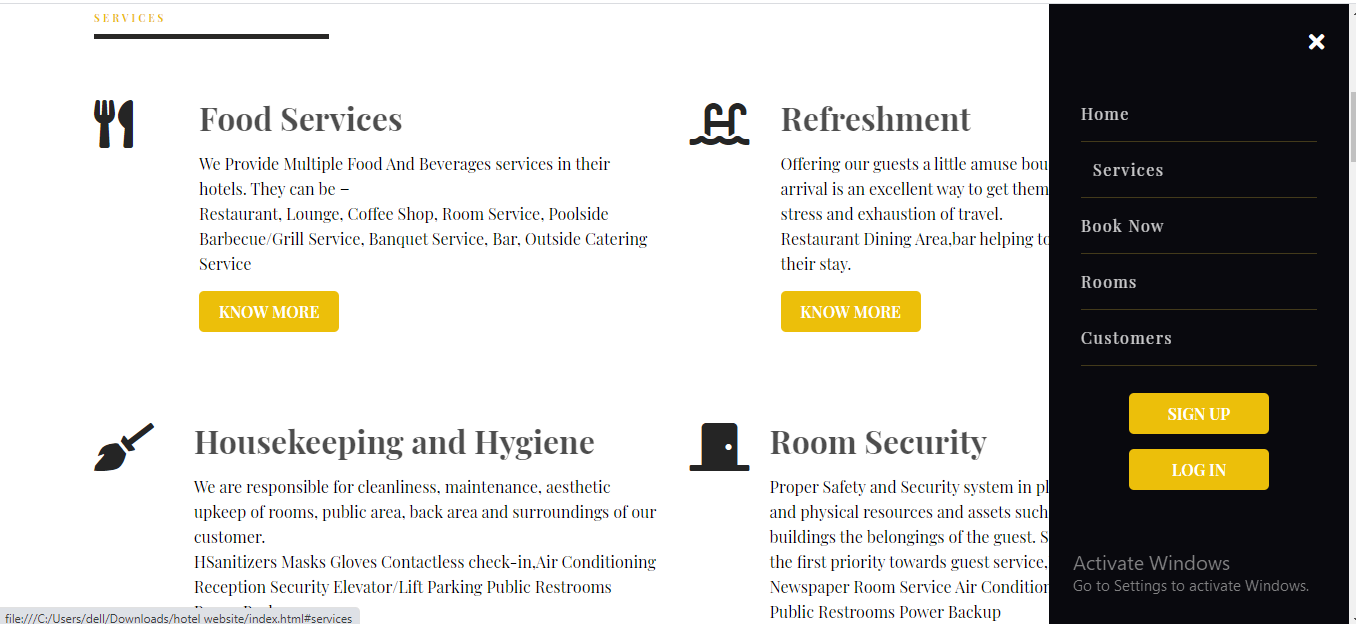 SERVICES
Food Services
We Provide Multiple Food And Beverages services in their
hotels. They can be –
Restaurant, Lounge, Coffee Shop, Room Service, Poolside
Barbecue/Grill Service, Banquet Service, Bar, Outside Catering
Service
KNOW MORE
Refreshment
Offering our guests a little amuse bou
arrival is an excellent way to get them
stress and exhaustion of travel.
Restaurant Dining Area,bar helping to
their stay.
KNOW MORE
Housekeeping and Hygiene
We are responsible for cleanliness, maintenance, aesthetic
upkeep of rooms, public area, back area and surroundings of our
customer.
HSanitizers Masks Gloves Contactless check-in,Air Conditioning
Reception Security Elevator/Lift Parking Public Restrooms
Room Security
Proper Safety and Security system in pl
and physical resources and assets such
buildings the belongings of the guest. S
the first priority towards guest service,
Newspaper Room Service Air Condition
Public Restrooms Power Backup
Home
Services
Book Now
Rooms
Customers
SIGN UP
LOG IN
Activate Windows
Go to Settings to activate Windows.
file:///C:/Users/dell/Downloads/hotel website/index.html#services